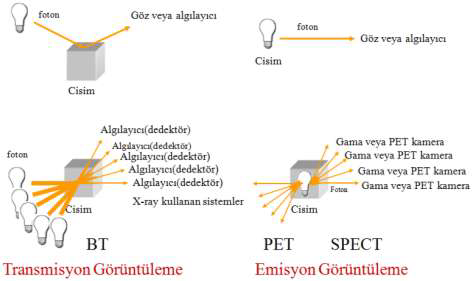 foton
Göz veya algılayıcı
Cisim
foton
Göz veya algılayıcı
Cisim
foton
Algılayıcı(dedektör)
Algılayıcı(dedektör)
Algılayıcı(dedektör)
Algılayıcı(dedektör)
Algılayıcı(dedektör)
X-ray kullanan sistemler
Cisim
BT
Transmisyon Görüntüleme
Gama veya PET kamera
Gama veya PET kamera
Gama veya PET kamera
Gama veya PET kamera
Foton
Cisim
PET SPECT
Emisyon Görüntüleme